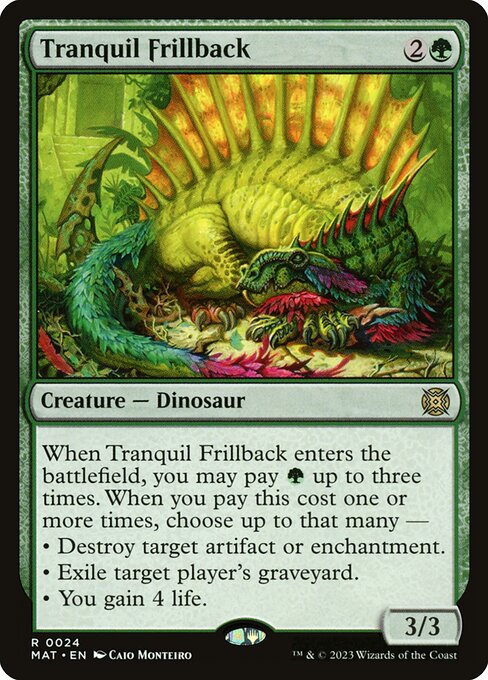 Tranquil Frillback 2
Creature — Dinosaur
When Tranquil Frillback enters the
battlefield, you may pay up to three
times. When you pay this cost one or
more times, choose up to that many —
• Destroy target artifact or enchantment.
• Exile target player's graveyard.
• You gain 4 life.
3/3
R 0024
MAT • EN Caio Monteiro
™ & © 2023 Wizards of the Coast